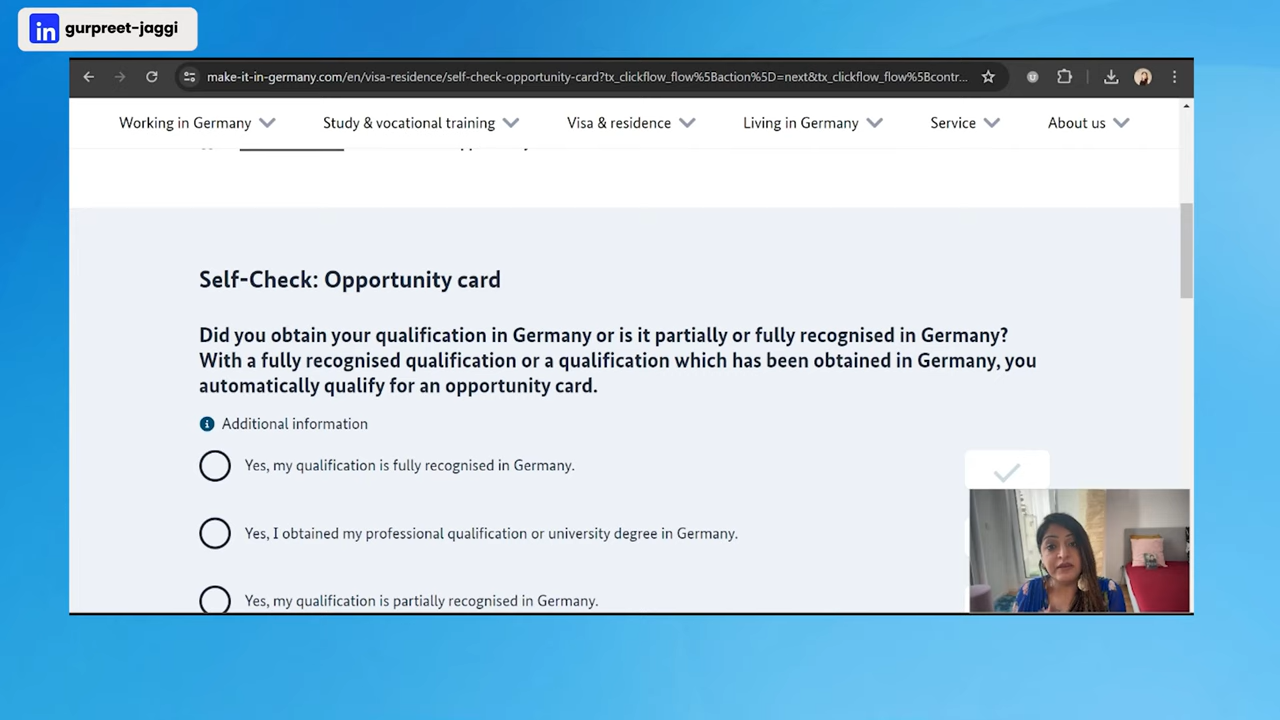 in gurpreet-jaggi
make-it-in-germany.com/en/visa-residence/self-check-opportunity-card?tx_clickflow_flow%5Baction%5D=next&tx_clickflow_flow%5Bcontr...
Working in Germany
Study & vocational training
Visa & residence
Living in Germany
Service
About us
Self-Check: Opportunity card
Did you obtain your qualification in Germany or is it partially or fully recognised in Germany?
With a fully recognised qualification or a qualification which has been obtained in Germany, you
automatically qualify for an opportunity card.
i Additional information
Yes, my qualification is fully recognised in Germany.
Yes, I obtained my professional qualification or university degree in Germany.
Yes, my qualification is partially recognised in Germany.